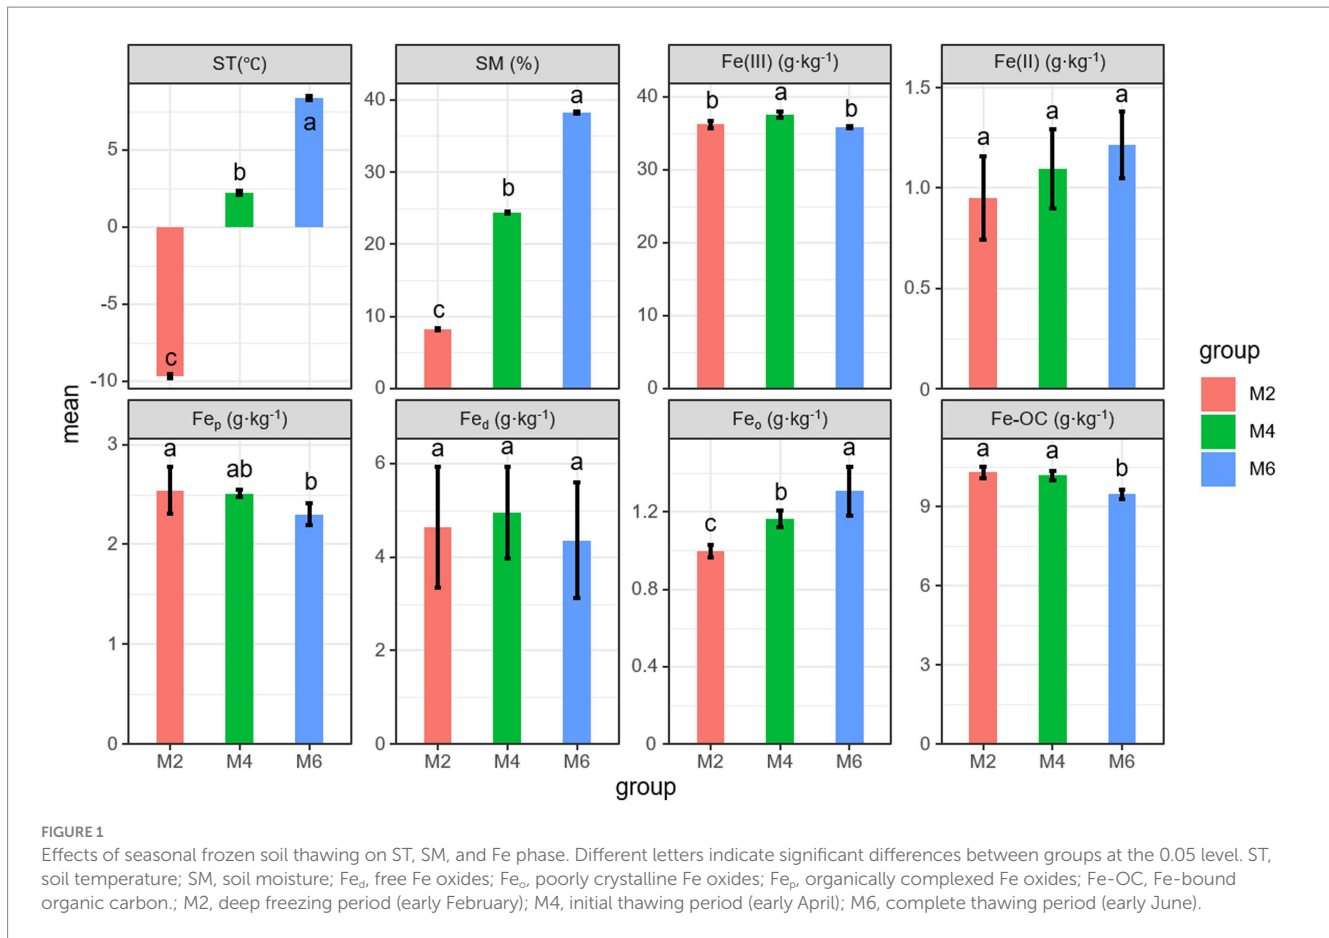 ST(°C)
SM (%)
Fe(III) (g·kg⁻¹)
Fe(II) (g·kg⁻¹)
5
0
-5
-10
a
b
c
40
30
20
10
0
a
b
c
40
30
20
10
0
b
a
b
1.5
1.0
0.5
0
a
a
a
mean
Feₚ (g·kg⁻¹)
Fe_d (g·kg⁻¹)
Feₒ (g·kg⁻¹)
Fe-OC (g·kg⁻¹)
3
2
1
0
a
ab
b
6
4
2
0
a
a
a
1.2
0.8
0.4
0
c
b
a
9
6
3
0
a
a
b
M2 M4 M6
M2 M4 M6
M2 M4 M6
M2 M4 M6
group
group
M2
M4
M6
FIGURE 1
Effects of seasonal frozen soil thawing on ST, SM, and Fe phase. Different letters indicate significant differences between groups at the 0.05 level. ST,
soil temperature; SM, soil moisture; Fe_d, free Fe oxides; Feₒ, poorly crystalline Fe oxides; Feₚ, organically complexed Fe oxides; Fe-OC, Fe-bound
organic carbon.; M2, deep freezing period (early February); M4, initial thawing period (early April); M6, complete thawing period (early June).